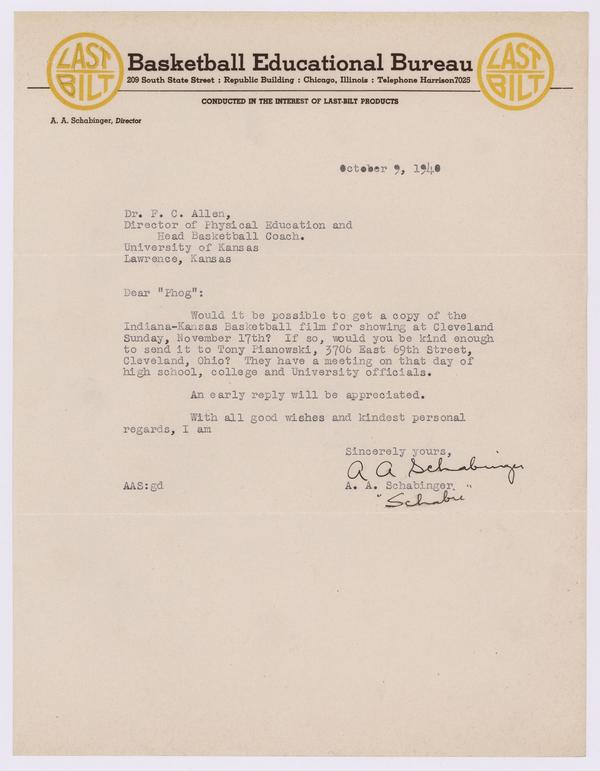 LAST BILT
Basketball Educational Bureau
LAST BILT
209 South State Street : Republic Building : Chicago, Illinois : Telephone Harrison 7025
CONDUCTED IN THE INTEREST OF LAST-BILT PRODUCTS
A. A. Schabinger, Director
October 9, 1940
Dr. F. C. Allen,
Director of Physical Education and
Head Basketball Coach.
University of Kansas
Lawrence, Kansas
Dear "Phog":
Would it be possible to get a copy of the
Indiana-Kansas Basketball film for showing at Cleveland
Sunday, November 17th? If so, would you be kind enough
to send it to Tony Pianowski, 3706 East 69th Street,
Cleveland, Ohio? They have a meeting on that day of
high school, college and University officials.
An early reply will be appreciated.
With all good wishes and kindest personal
regards, I am
Sincerely yours,
A A Schabinger
AAS:gd
A. A. Schabinger
"Schabie"